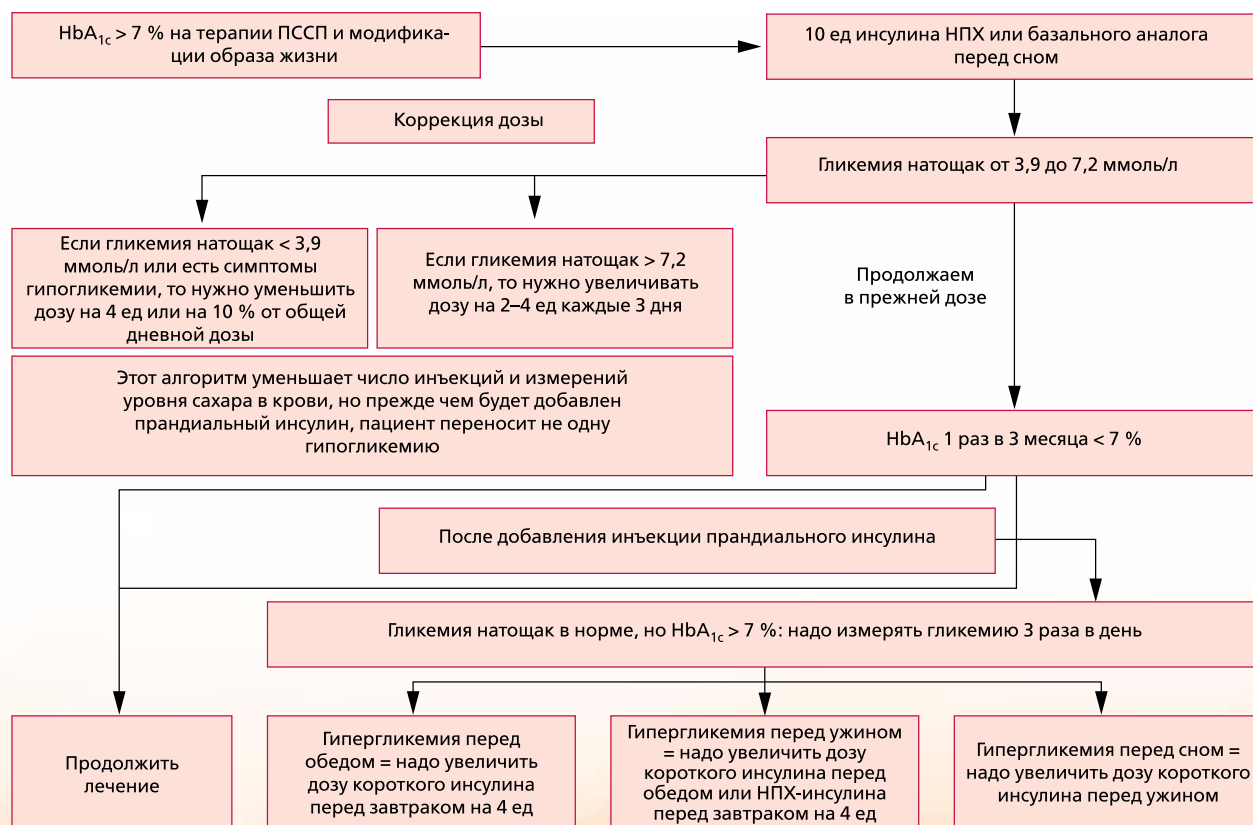 HbA1c > 7 % на терапии ПССП и модифика-
ции образа жизни
10 ед инсулина НПХ или базального аналога
перед сном
Коррекция дозы
Гликемия натощак от 3,9 до 7,2 ммоль/л
Если гликемия натощак < 3,9
ммоль/л или есть симптомы
гипогликемии, то нужно уменьшить
дозу на 4 ед или на 10 % от общей
дневной дозы
Если гликемия натощак > 7,2
ммоль/л, то нужно увеличивать
дозу на 2–4 ед каждые 3 дня
Продолжаем
в прежней дозе
Этот алгоритм уменьшает число инъекций и измерений
уровня сахара в крови, но прежде чем будет добавлен
прандиальный инсулин, пациент переносит не одну
гипогликемию
HbA1c 1 раз в 3 месяца < 7 %
После добавления инъекции прандиального инсулина
Гликемия натощак в норме, но HbA1c > 7 %: надо измерять гликемию 3 раза в день
Продолжить
лечение
Гипергликемия перед
обедом = надо увеличить
дозу короткого инсулина
перед завтраком на 4 ед
Гипергликемия перед ужином
= надо увеличить дозу
короткого инсулина перед
обедом или НПХ-инсулина
перед завтраком на 4 ед
Гипергликемия перед сном =
надо увеличить дозу короткого
инсулина перед ужином